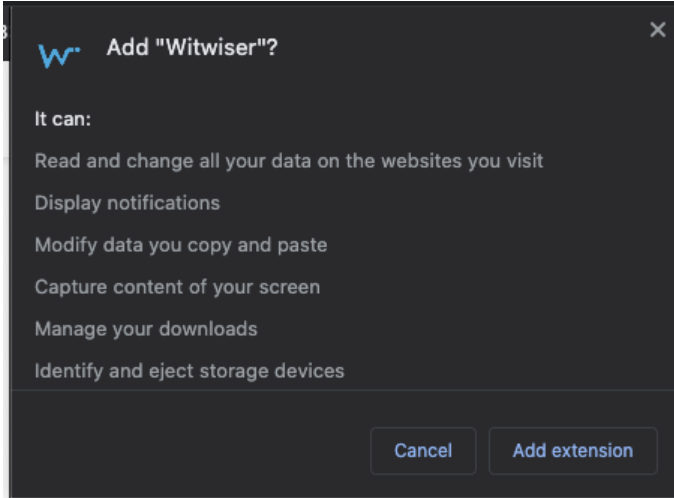 Add "Witwiser"?
It can:
Read and change all your data on the websites you visit
Display notifications
Modify data you copy and paste
Capture content of your screen
Manage your downloads
Identify and eject storage devices
Cancel
Add extension